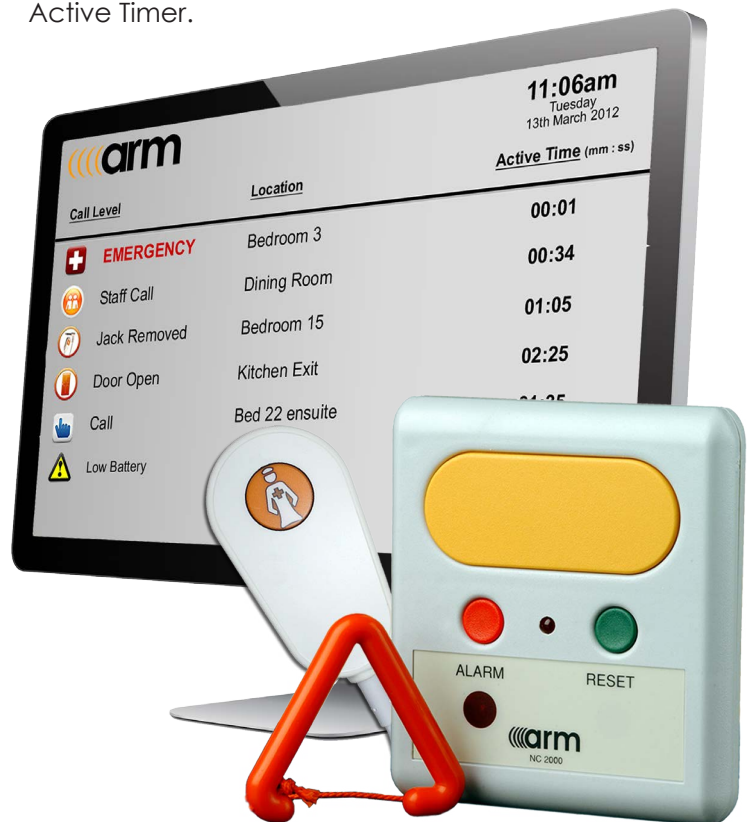 Active Timer.
11:06am
Tuesday
13th March 2012
arm
Call Level
Location
Active Time (mm : ss)
EMERGENCY Bedroom 3 00:01
Staff Call Dining Room 00:34
Jack Removed Bedroom 15 01:05
Door Open Kitchen Exit 02:25
Call Bed 22 ensuite
Low Battery
ALARM
RESET
arm
NC 2000